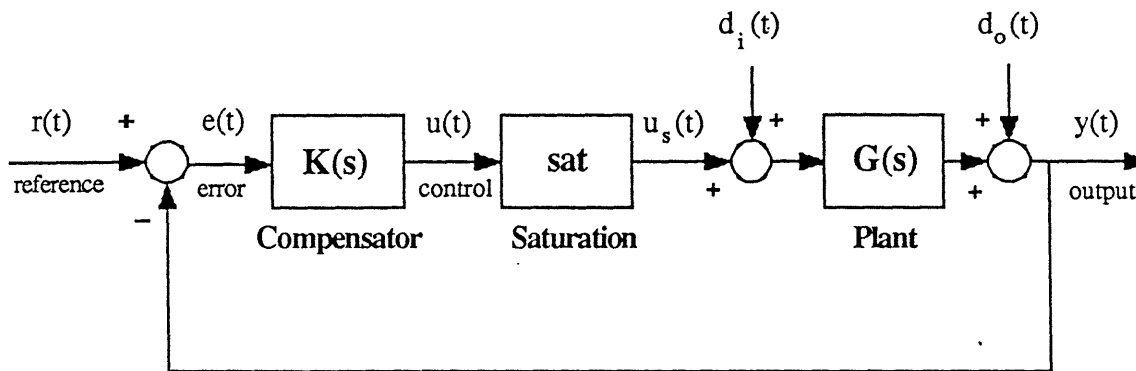 d_i(t)
d_o(t)
r(t)
+
e(t)
u(t)
u_s(t)
+
+
y(t)
K(s)
sat
G(s)
reference
error
control
+
+
output
−
Compensator
Saturation
Plant